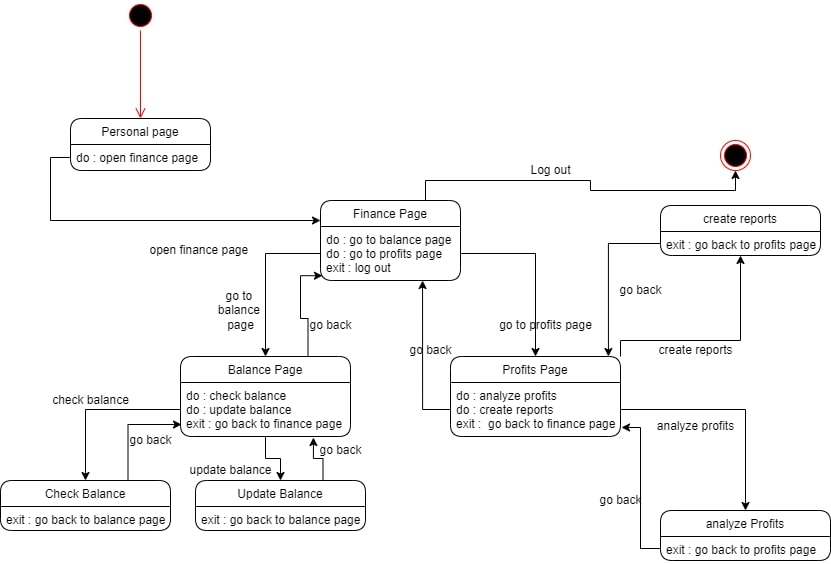 Personal page
do : open finance page
Log out
Finance Page
do : go to balance page
do : go to profits page
exit : log out
create reports
exit : go back to profits page
open finance page
go to
balance
page
go back
go back
go to profits page
go back
create reports
Balance Page
do : check balance
do : update balance
exit : go back to finance page
Profits Page
do : analyze profits
do : create reports
exit :  go back to finance page
check balance
go back
analyze profits
go back
update balance
Check Balance
exit : go back to balance page
Update Balance
exit : go back to balance page
go back
analyze Profits
exit : go back to profits page